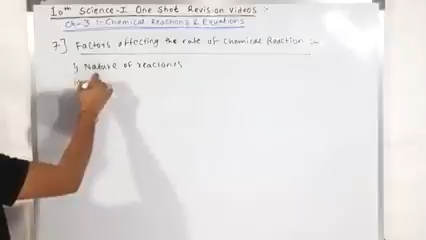 10th Science-I One Shot Revision Videos :-
Ch-3 :- Chemical Reactions & Equations
7] Factors affecting the rate of Chemical Reaction :-
i) Nature of reactants